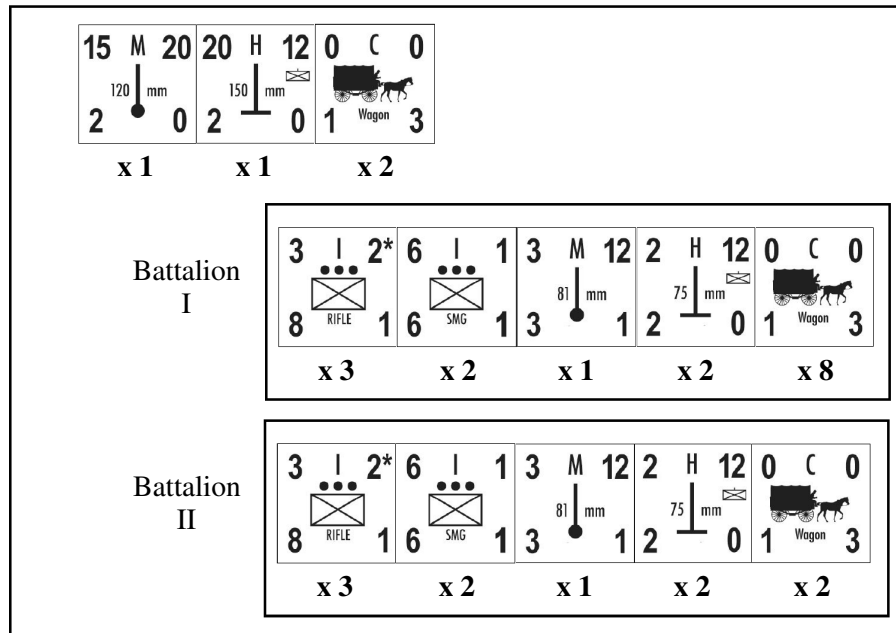 15 M 20 20 H 12 0 C 0
120 mm 150 mm
2 0 2 0 1 Wagon 3
x 1 x 1 x 2
Battalion
I
3 I 2* 6 I 1 3 M 12 2 H 12 0 C 0
81 mm 75 mm
8 RIFLE 1 6 SMG 1 3 1 2 0 1 Wagon 3
x 3 x 2 x 1 x 2 x 8
Battalion
II
3 I 2* 6 I 1 3 M 12 2 H 12 0 C 0
81 mm 75 mm
8 RIFLE 1 6 SMG 1 3 1 2 0 1 Wagon 3
x 3 x 2 x 1 x 2 x 2